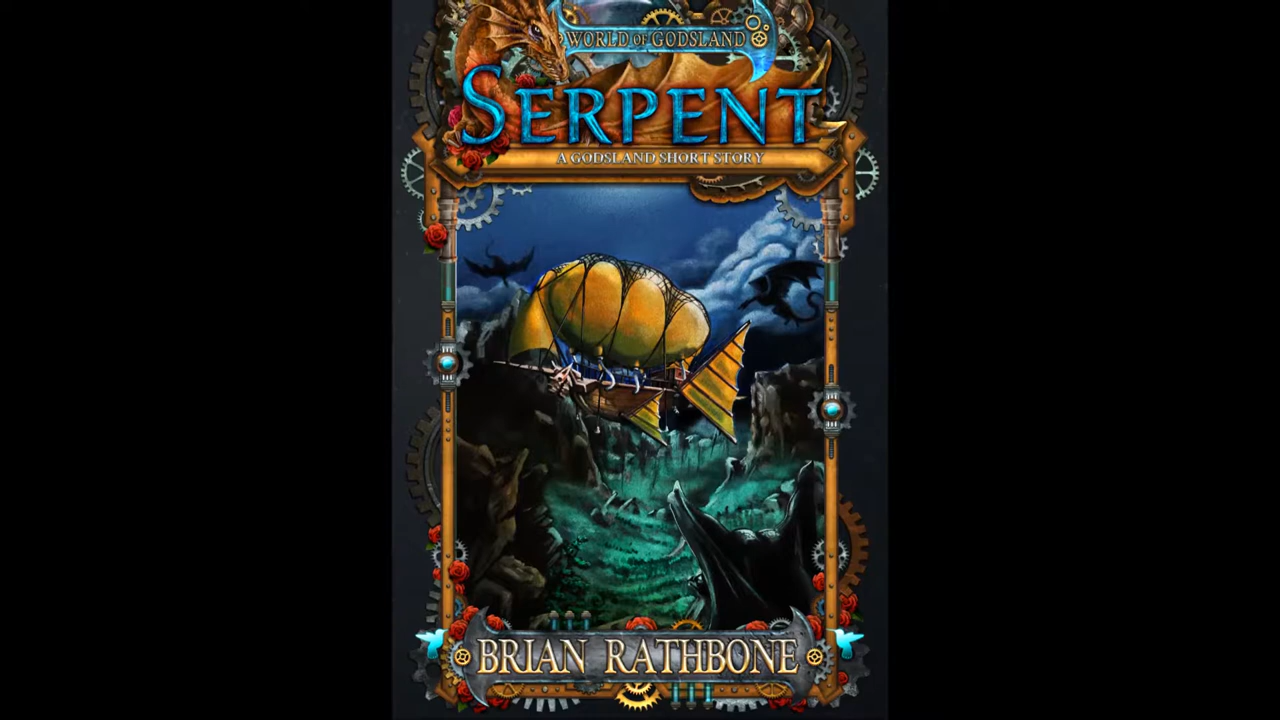 WORLD OF GODSLAND
SERPENT
A GODSLAND SHORT STORY
BRIAN RATHBONE